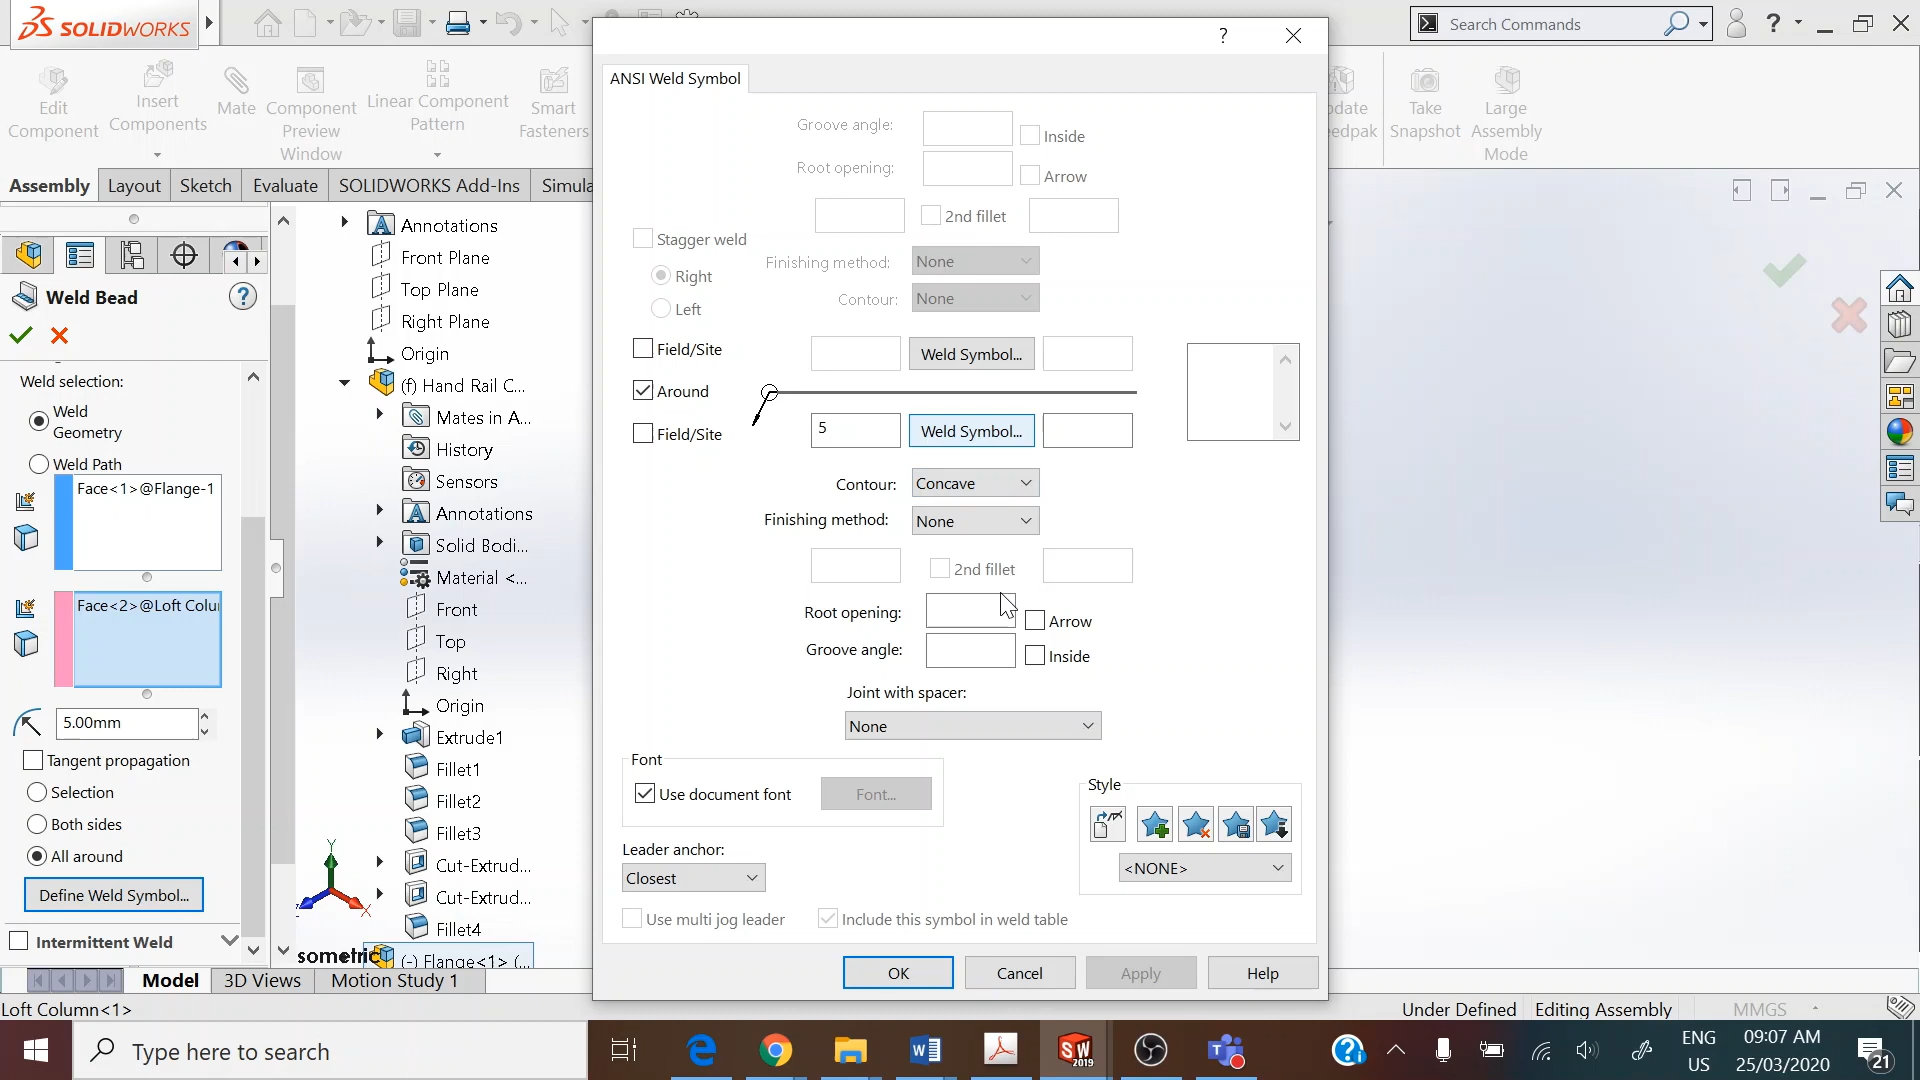 SOLIDWORKS
Search Commands
?
?
ANSI Weld Symbol
Edit Component
Insert Components
Mate
Component Preview Window
Linear Component Pattern
Smart Fasteners
Take Snapshot
Large Assembly Mode
Assembly
Layout
Sketch
Evaluate
SOLIDWORKS Add-Ins
Weld Bead
?
Weld selection:
Weld Geometry
Weld Path
Face<1>@Flange-1
Face<2>@Loft Colu
5.00mm
Tangent propagation
Selection
Both sides
All around
Define Weld Symbol...
Intermittent Weld
Annotations
Front Plane
Top Plane
Right Plane
Origin
(f) Hand Rail C...
Mates in A...
History
Sensors
Annotations
Solid Bodi...
Material <...
Front
Top
Right
Origin
Extrude1
Fillet1
Fillet2
Fillet3
Cut-Extrud...
Cut-Extrud...
Fillet4
(-) Flange<1> (...
Y
X
Groove angle:
Inside
Root opening:
Arrow
2nd fillet
Stagger weld
Right
Left
Finishing method: None
Contour: None
Field/Site
Weld Symbol...
Around
Field/Site
5
Weld Symbol...
Contour: Concave
Finishing method: None
2nd fillet
Root opening:
Arrow
Groove angle:
Inside
Joint with spacer:
None
Font
Use document font
Font...
Style
<NONE>
Leader anchor:
Closest
Use multi jog leader
Include this symbol in weld table
OK
Cancel
Apply
Help
Model
3D Views
Motion Study 1
Loft Column<1>
Under Defined
Editing Assembly
MMGS
Type here to search
SW 2019
ENG
US
09:07 AM
25/03/2020
21